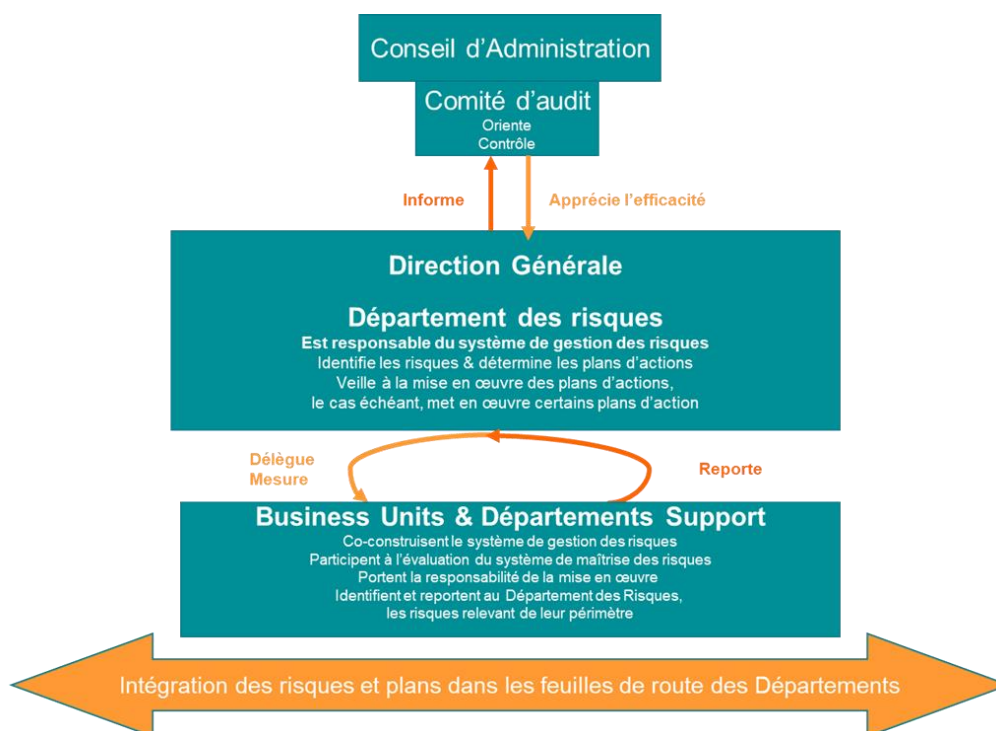 Conseil d’Administration
Comité d’audit
Oriente
Contrôle
Informe
Apprécie l’efficacité
Direction Générale
Département des risques
Est responsable du système de gestion des risques
Identifie les risques & détermine les plans d’actions
Veille à la mise en œuvre des plans d’actions,
le cas échéant, met en œuvre certains plans d’action
Délègue
Mesure
Reporte
Business Units & Départements Support
Co-construisent le système de gestion des risques
Participent à l’évaluation du système de maîtrise des risques
Portent la responsabilité de la mise en œuvre
Identifient et reportent au Département des Risques,
les risques relevant de leur périmètre
Intégration des risques et plans dans les feuilles de route des Départements